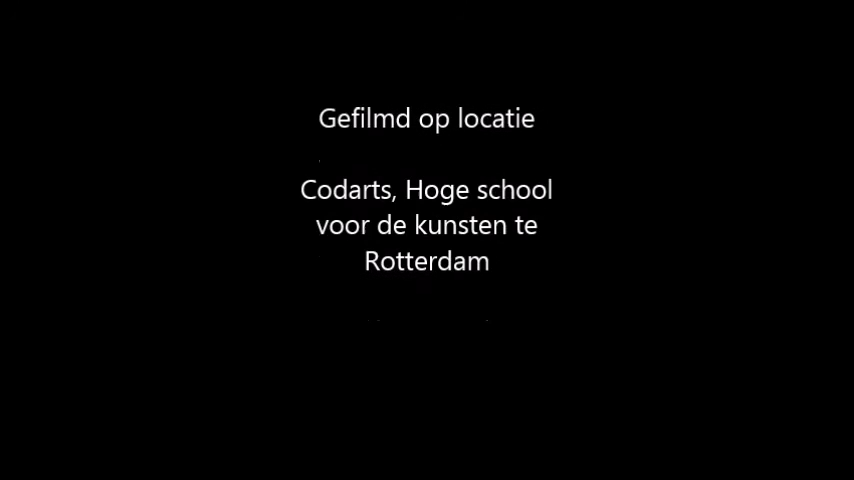 Gefilmd op locatie
Codarts, Hoge school
voor de kunsten te
Rotterdam